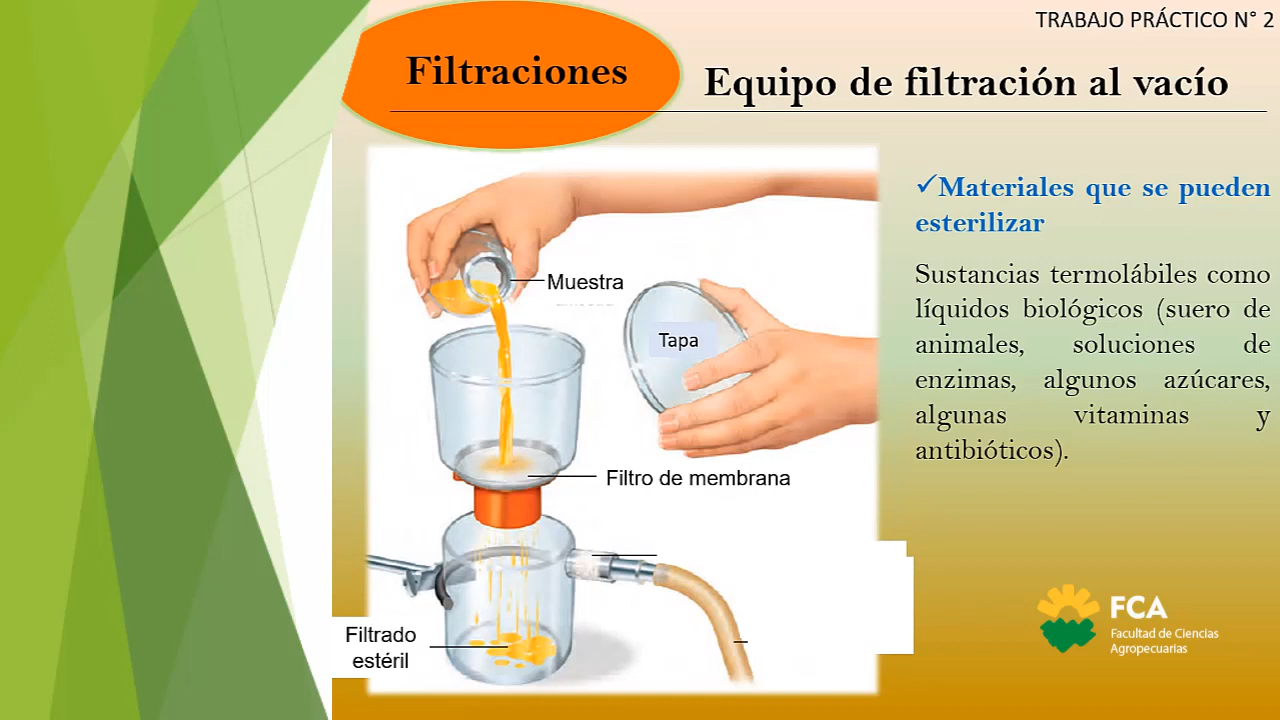 TRABAJO PRÁCTICO N° 2
Filtraciones
Equipo de filtración al vacío
✓Materiales que se pueden
esterilizar
Sustancias termolábiles como
líquidos biológicos (suero de
animales, soluciones de
enzimas, algunos azúcares,
algunas vitaminas y
antibióticos).
Muestra
Tapa
Filtro de membrana
Filtrado
estéril
FCA
Facultad de Ciencias
Agropecuarias